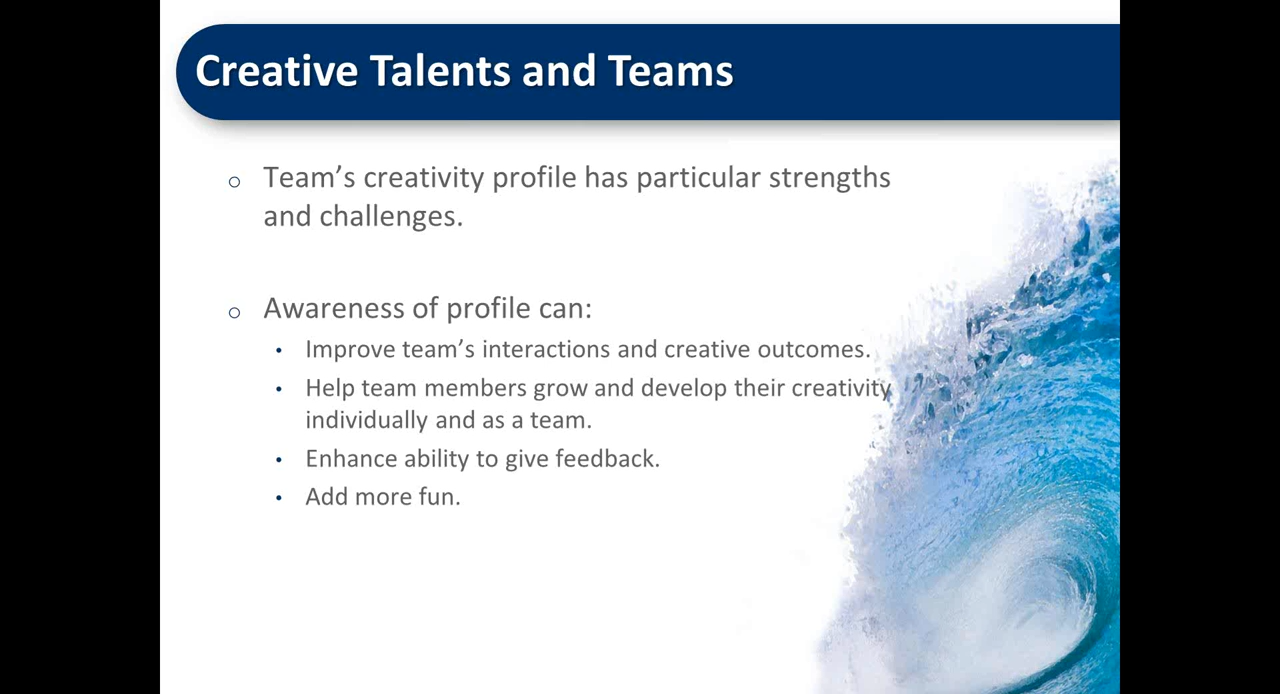 Creative Talents and Teams
Team’s creativity profile has particular strengths
and challenges.
Awareness of profile can:
Improve team’s interactions and creative outcomes.
Help team members grow and develop their creativity
individually and as a team.
Enhance ability to give feedback.
Add more fun.